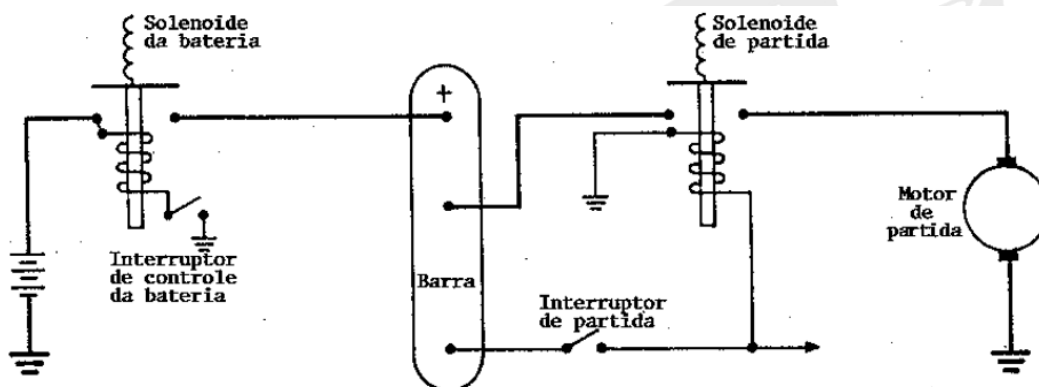 Solenoide
da bateria
Solenoide
de partida
+
Interruptor
de controle
da bateria
Barra
Interruptor
de partida
Motor
de
partida